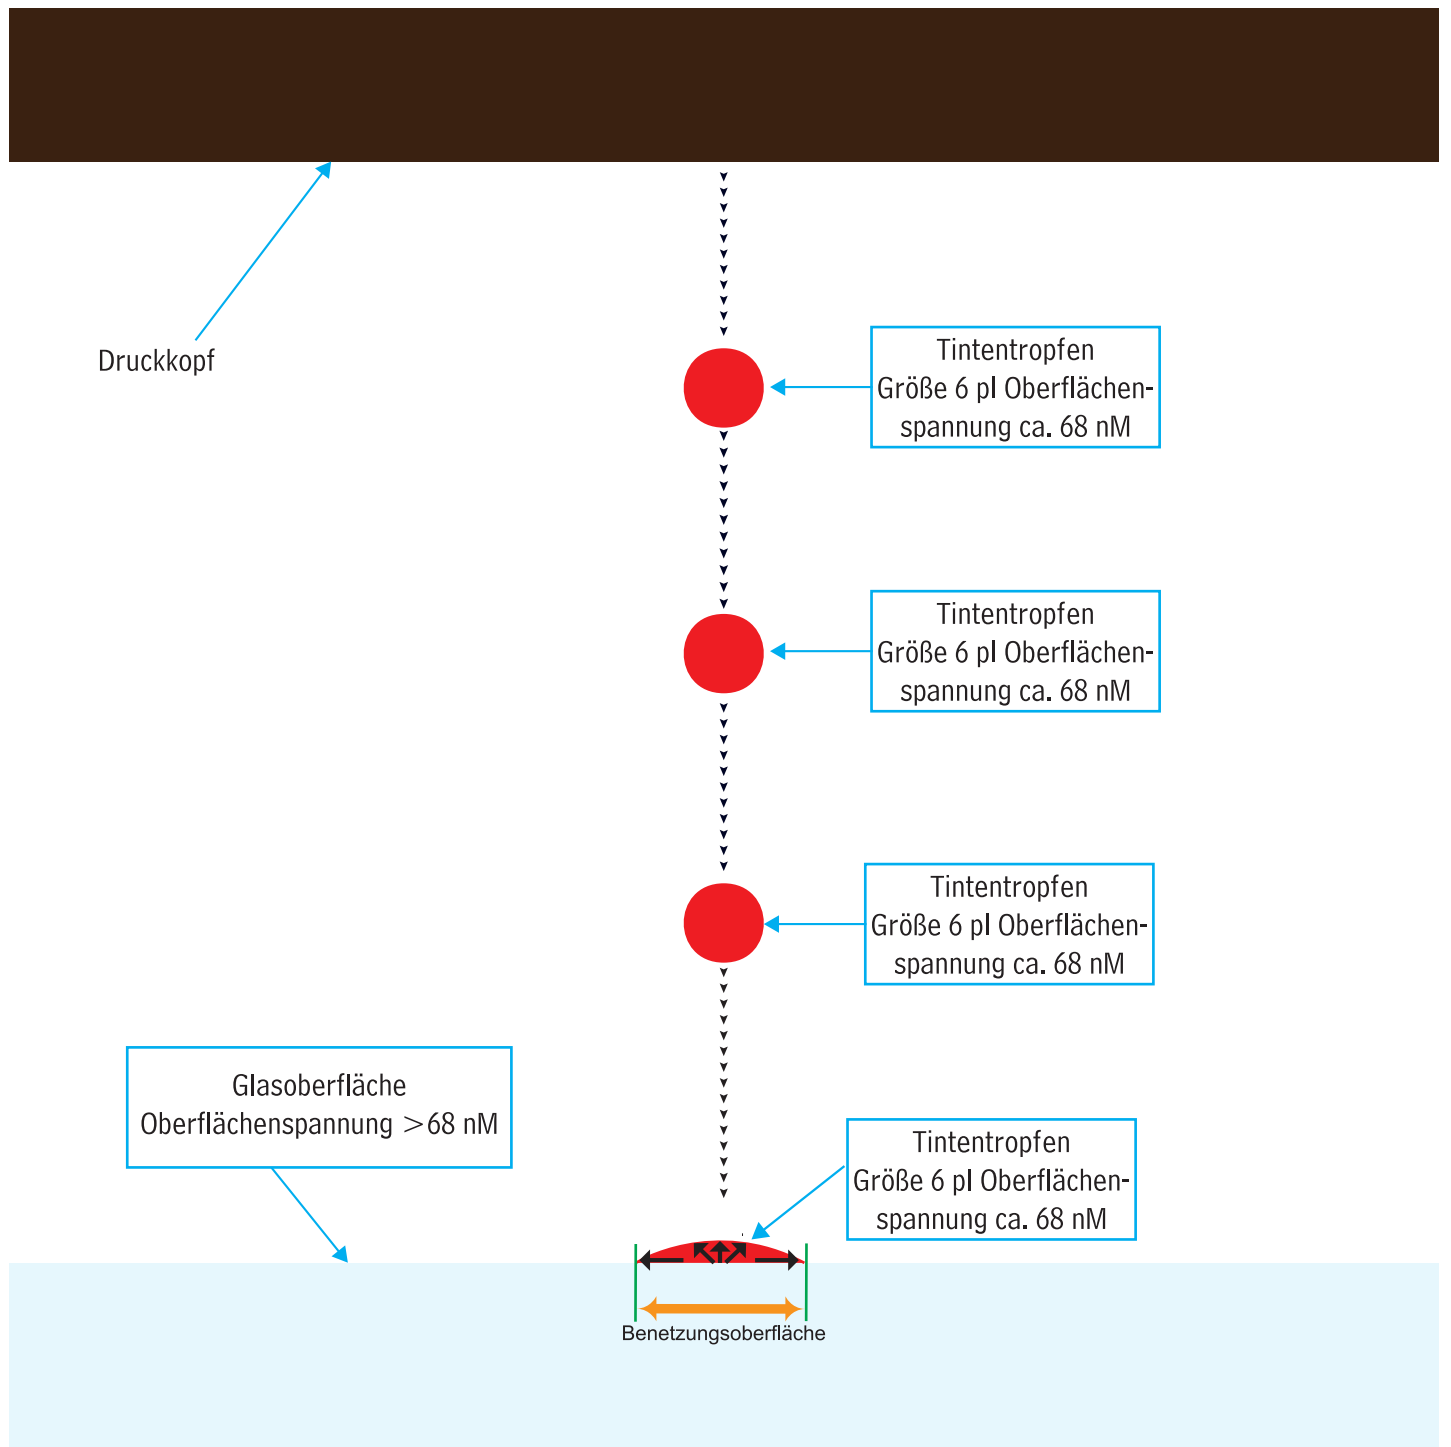 Druckkopf
Tintentropfen
Größe 6 pl Oberflächen-
spannung ca. 68 nM
Tintentropfen
Größe 6 pl Oberflächen-
spannung ca. 68 nM
Tintentropfen
Größe 6 pl Oberflächen-
spannung ca. 68 nM
Glasoberfläche
Oberflächenspannung >68 nM
Tintentropfen
Größe 6 pl Oberflächen-
spannung ca. 68 nM
Benetzungsoberfläche